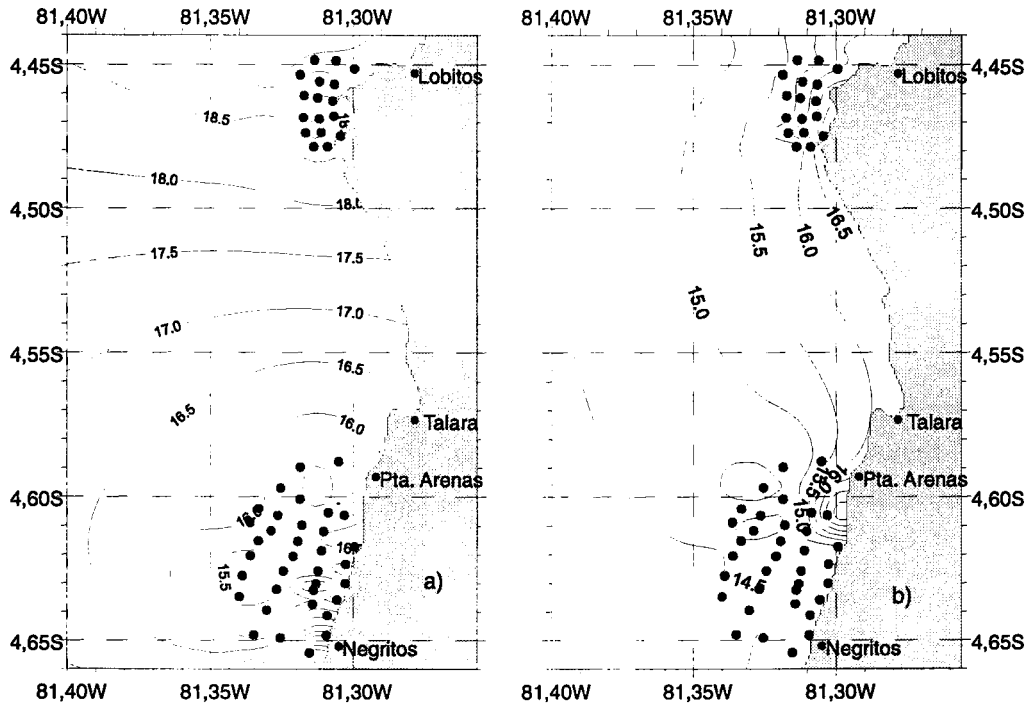 81,40W 81,35W 81,30W 81,40W 81,35W 81,30W
4,45S 4,45S
Lobitos Lobitos
18.5
18.0
18.0
4,50S 4,50S
16.5
15.5 16.0
17.5 17.5
15.0
17.0 17.0
4,55S 4,55S
16.5
16.5
16.0
Talara Talara
Pta. Arenas Pta. Arenas
4,60S 4,60S
15.5
15.0
15.5 14.5
a) b)
4,65S 4,65S
Negritos Negritos
81,40W 81,35W 81,30W 81,40W 81,35W 81,30W